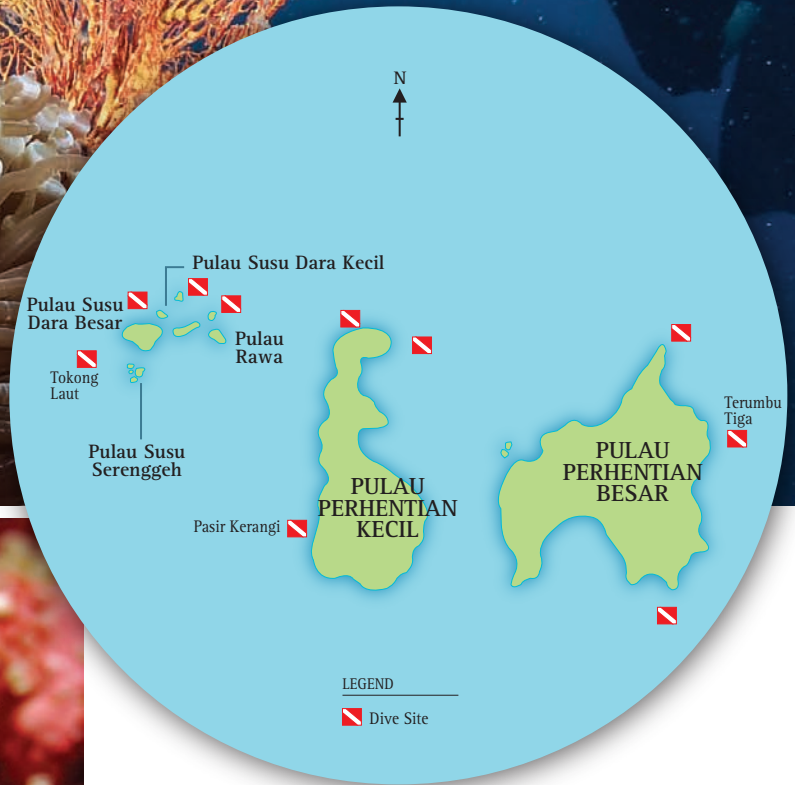 N
Pulau Susu Dara Kecil
Pulau Susu
Dara Besar
Pulau
Rawa
Tokong
Laut
Pulau Susu
Serenggeh
Terumbu
Tiga
PULAU
PERHENTIAN
BESAR
PULAU
PERHENTIAN
KECIL
Pasir Kerangi
LEGEND
Dive Site